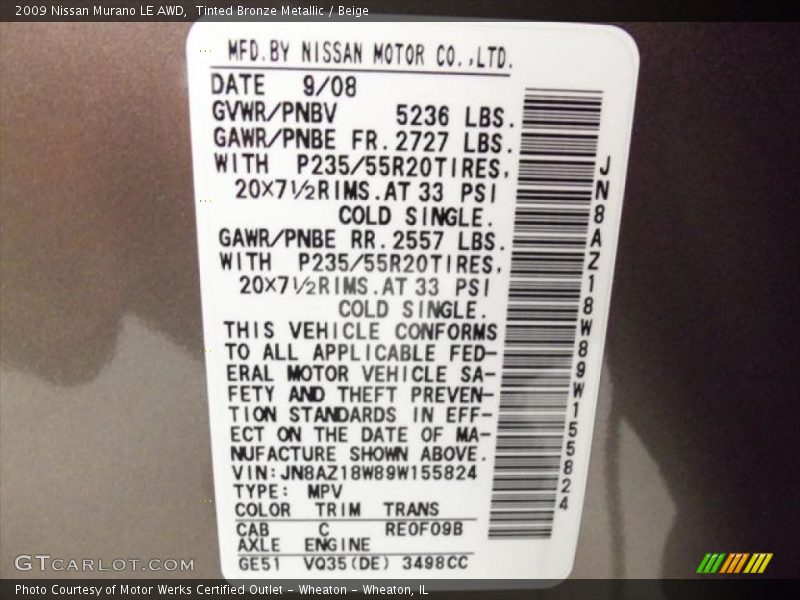 2009 Nissan Murano LE AWD,  Tinted Bronze Metallic / Beige
MFD.BY NISSAN MOTOR CO.,LTD.
DATE 9/08
GVWR/PNBV 5236 LBS.
GAWR/PNBE FR.2727 LBS.
WITH P235/55R20TIRES,
20×7½RIMS.AT 33 PSI
COLD SINGLE.
GAWR/PNBE RR.2557 LBS.
WITH P235/55R20TIRES,
20×7½RIMS.AT 33 PSI
COLD SINGLE.
THIS VEHICLE CONFORMS
TO ALL APPLICABLE FED-
ERAL MOTOR VEHICLE SA-
FETY AND THEFT PREVEN-
TION STANDARDS IN EFF-
ECT ON THE DATE OF MA-
NUFACTURE SHOWN ABOVE.
VIN:JN8AZ18W89W155824
TYPE: MPV
COLOR TRIM TRANS
CAB C RE0F09B
AXLE ENGINE
GE51 VQ35(DE) 3498CC
JN8AZ18W89W155824
GTCARLOT.COM
Photo Courtesy of Motor Werks Certified Outlet - Wheaton - Wheaton, IL